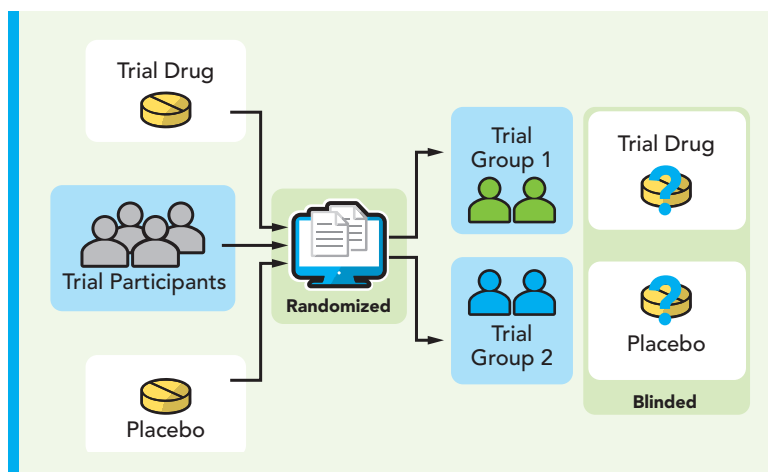 Trial Drug
Trial Participants
Placebo
Randomized
Trial
Group 1
Trial
Group 2
Trial Drug
?
?
Placebo
Blinded